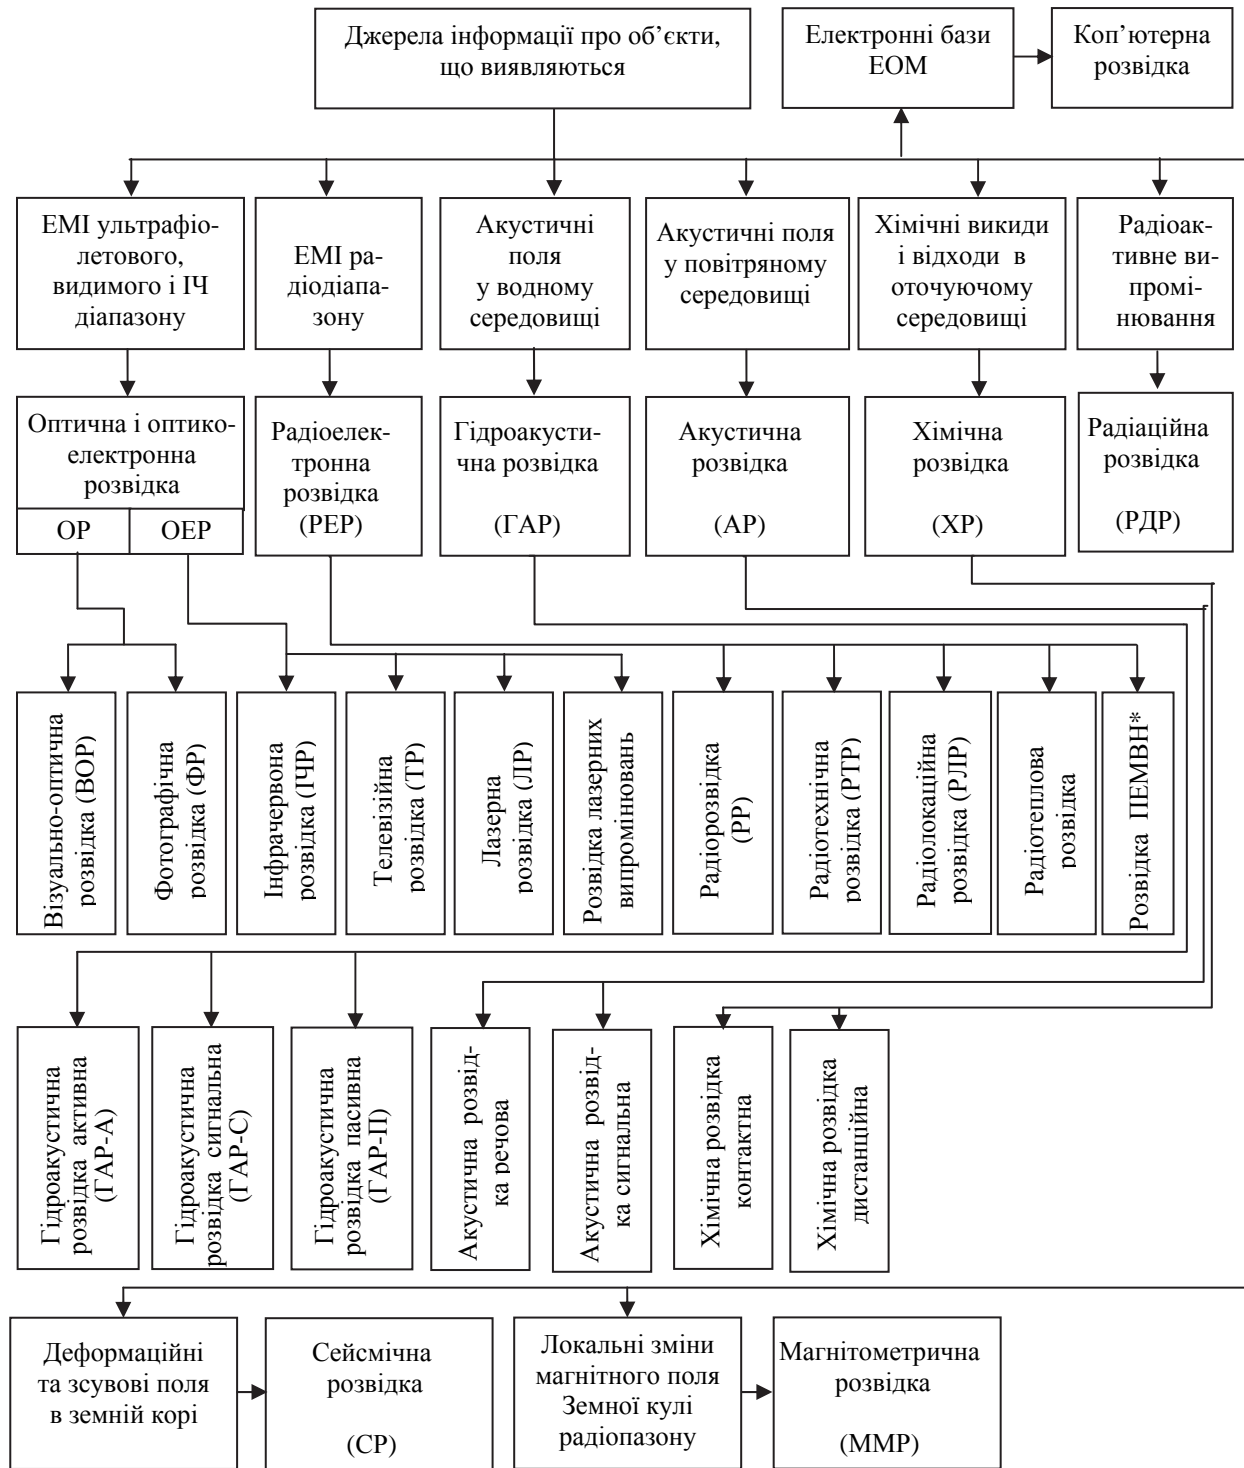 Джерела інформації про об’єкти,
що виявляються
Електронні бази
ЕОМ
Коп’ютерна
розвідка
ЕМІ ультрафіо-
летового,
видимого і ІЧ
діапазону
ЕМІ ра-
діодіапа-
зону
Акустичні
поля
у водному
середовищі
Акустичні поля
у повітряному
середовищі
Хімічні викиди
і відходи в
оточуючому
середовищі
Радіоак-
тивне ви-
промі-
нювання
Оптична і оптико-
електронна
розвідка
ОР
ОЕР
Радіоелек-
тронна
розвідка
(РЕР)
Гідроакусти-
чна розвідка
(ГАР)
Акустична
розвідка
(АР)
Хімічна
розвідка
(ХР)
Радіаційна
розвідка
(РДР)
Візуально-оптична
розвідка (ВОР)
Фотографічна
розвідка (ФР)
Інфрачервона
розвідка (ІЧР)
Телевізійна
розвідка (ТР)
Лазерна
розвідка (ЛР)
Розвідка лазерних
випромінювань
Радіорозвідка
(РР)
Радіотехнічна
розвідка (РТР)
Радіолокаційна
розвідка (РЛР)
Радіотеплова
розвідка
Розвідка ПЕМВН*
Гідроакустична
розвідка активна
(ГАР-А)
Гідроакустична
розвідка сигнальна
(ГАР-С)
Гідроакустична
розвідка пасивна
(ГАР-П)
Акустична розвід-
ка речова
Акустична розвід-
ка сигнальна
Хімічна розвідка
контактна
Хімічна розвідка
дистанційна
Деформаційні
та зсувові поля
в земній корі
Сейсмічна
розвідка
(СР)
Локальні зміни
магнітного поля
Земної кулі
радіопазону
Магнітометрична
розвідка
(ММР)